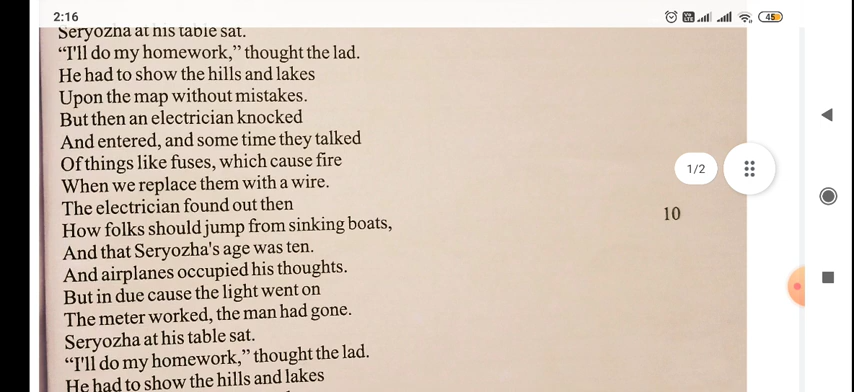 2:16
45
Seryozha at his table sat.
“I'll do my homework,” thought the lad.
He had to show the hills and lakes
Upon the map without mistakes.
But then an electrician knocked
And entered, and some time they talked
Of things like fuses, which cause fire
When we replace them with a wire.
1/2
The electrician found out then
10
How folks should jump from sinking boats,
And that Seryozha's age was ten.
And airplanes occupied his thoughts.
But in due cause the light went on
The meter worked, the man had gone.
Seryozha at his table sat.
“I'll do my homework,” thought the lad.
He had to show the hills and lakes